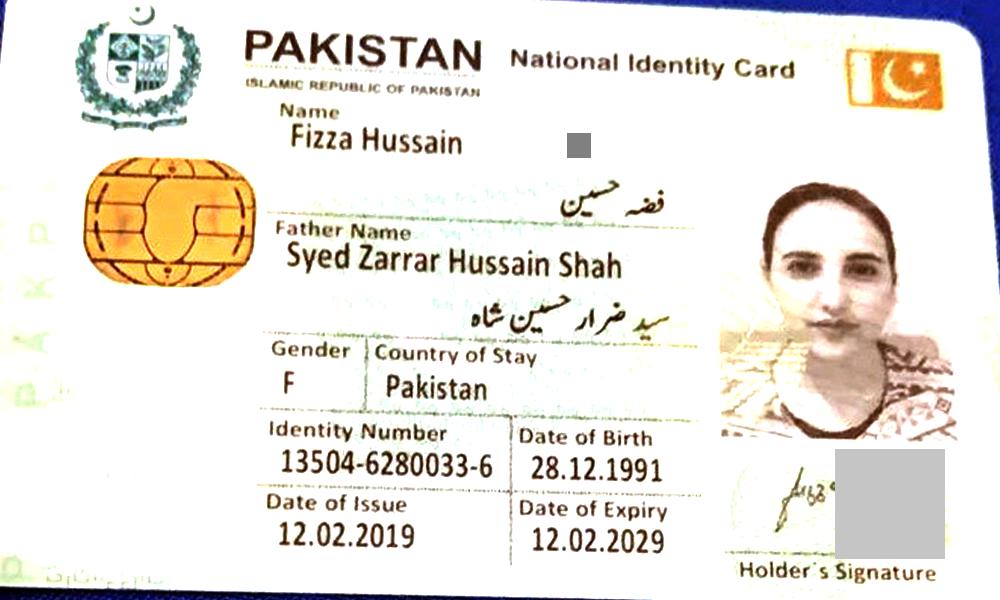 PAKISTAN National Identity Card
ISLAMIC REPUBLIC OF PAKISTAN
Name
Fizza Hussain
فضہ حسین
Father Name
Syed Zarrar Hussain Shah
سید ضرار حسین شاہ
Gender Country of Stay
F Pakistan
Identity Number Date of Birth
13504-6280033-6 28.12.1991
Date of Issue Date of Expiry
12.02.2019 12.02.2029
Holder's Signature